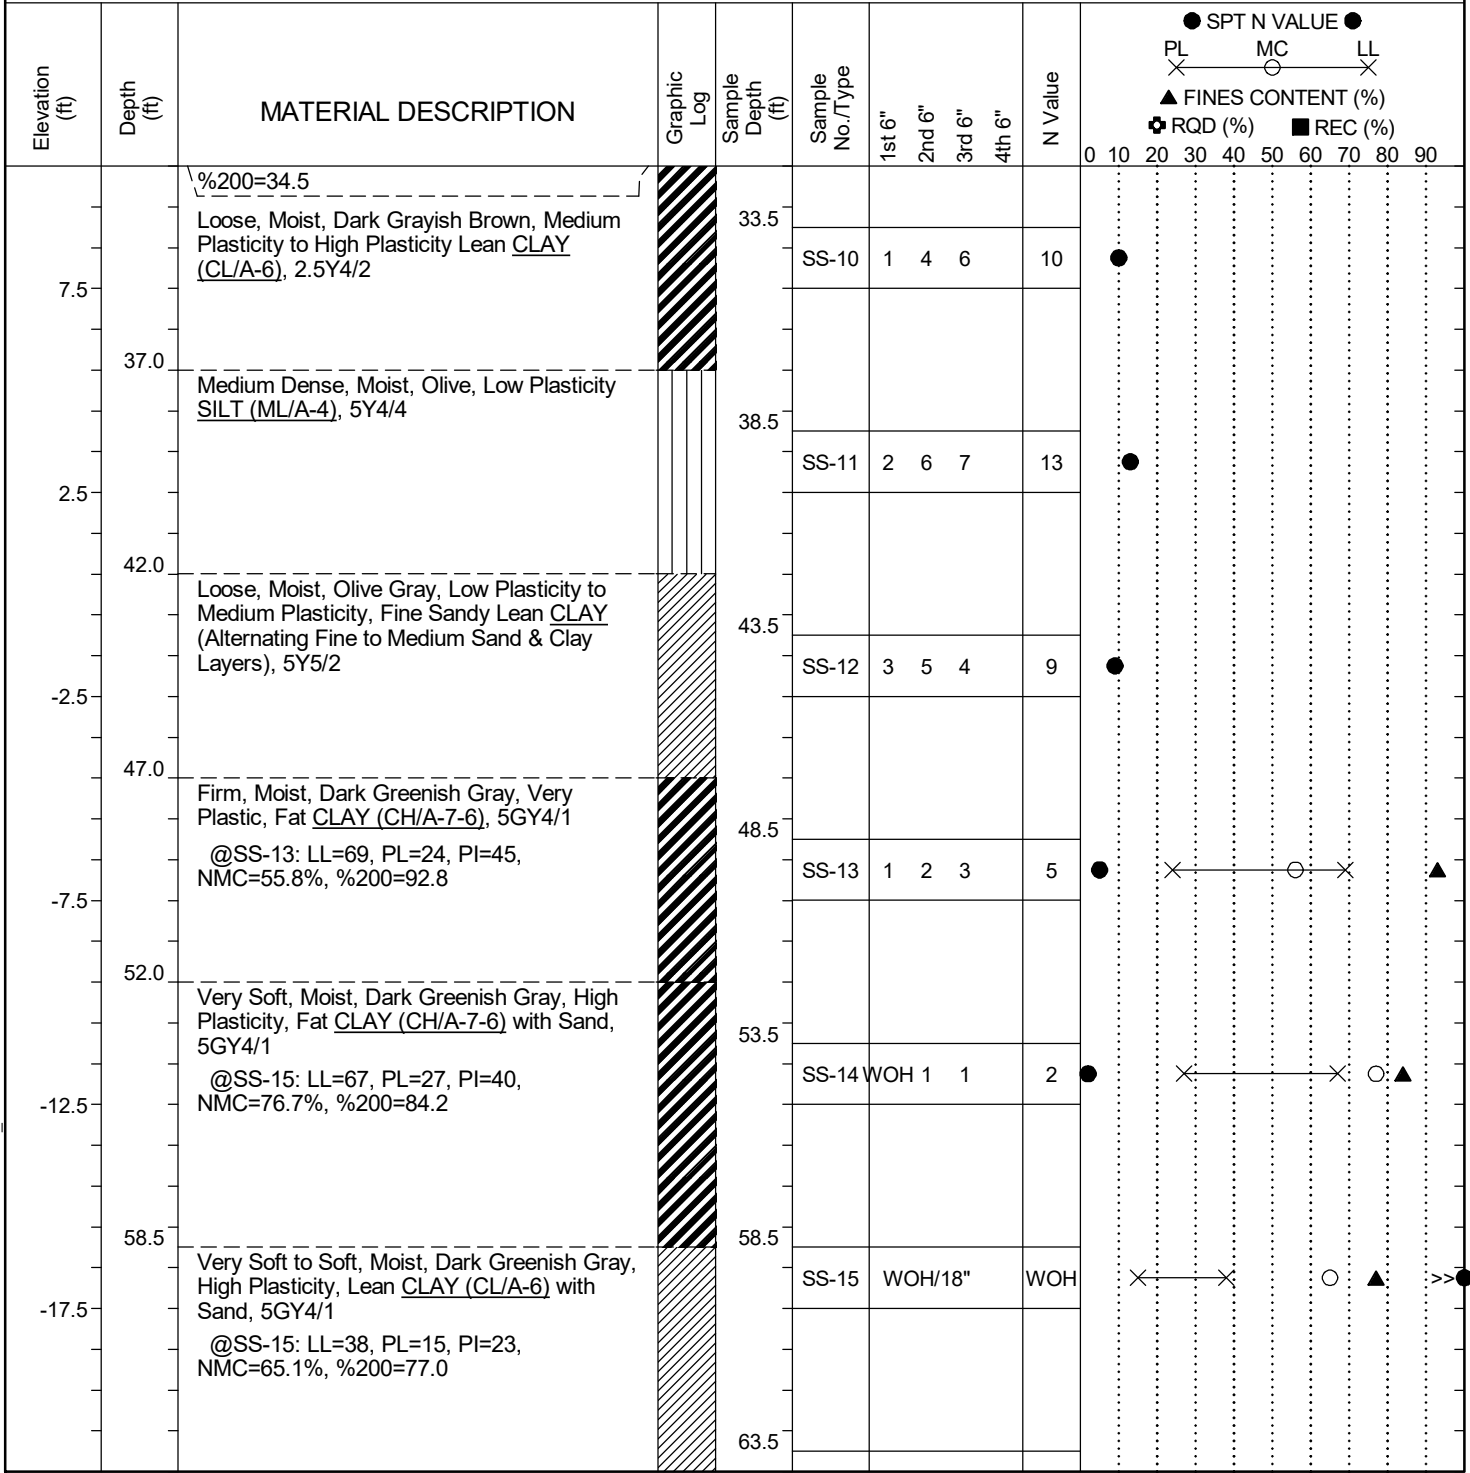 Elevation (ft)
Depth (ft)
MATERIAL DESCRIPTION
Graphic Log
Sample Depth (ft)
Sample No./Type
1st 6"
2nd 6"
3rd 6"
4th 6"
N Value
SPT N VALUE
PL MC LL
FINES CONTENT (%)
RQD (%) REC (%)
0 10 20 30 40 50 60 70 80 90
%200=34.5
Loose, Moist, Dark Grayish Brown, Medium
Plasticity to High Plasticity Lean CLAY
(CL/A-6), 2.5Y4/2
33.5
SS-10 1 4 6 10
7.5
37.0
Medium Dense, Moist, Olive, Low Plasticity
SILT (ML/A-4), 5Y4/4
38.5
SS-11 2 6 7 13
2.5
42.0
Loose, Moist, Olive Gray, Low Plasticity to
Medium Plasticity, Fine Sandy Lean CLAY
(Alternating Fine to Medium Sand & Clay
Layers), 5Y5/2
43.5
SS-12 3 5 4 9
-2.5
47.0
Firm, Moist, Dark Greenish Gray, Very
Plastic, Fat CLAY (CH/A-7-6), 5GY4/1
@SS-13: LL=69, PL=24, PI=45,
NMC=55.8%, %200=92.8
48.5
SS-13 1 2 3 5
-7.5
52.0
Very Soft, Moist, Dark Greenish Gray, High
Plasticity, Fat CLAY (CH/A-7-6) with Sand,
5GY4/1
@SS-15: LL=67, PL=27, PI=40,
NMC=76.7%, %200=84.2
53.5
SS-14 WOH 1 1 2
-12.5
58.5
Very Soft to Soft, Moist, Dark Greenish Gray,
High Plasticity, Lean CLAY (CL/A-6) with
Sand, 5GY4/1
@SS-15: LL=38, PL=15, PI=23,
NMC=65.1%, %200=77.0
58.5
SS-15 WOH/18" WOH >>
-17.5
63.5